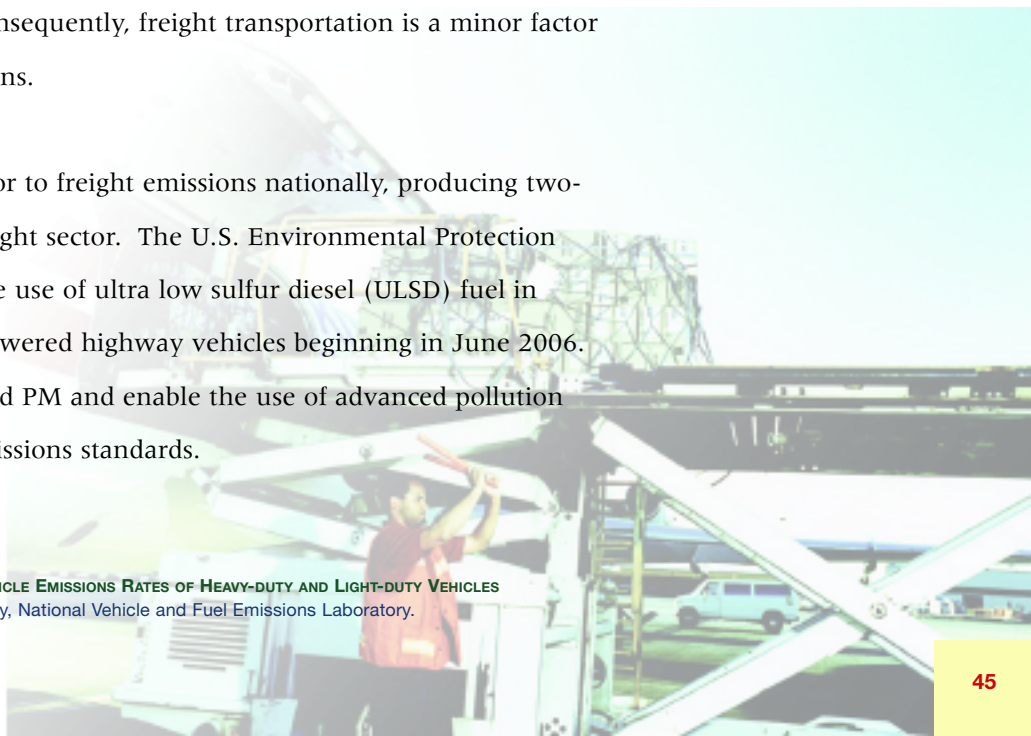 nsequently, freight transportation is a minor factor
ns.
or to freight emissions nationally, producing two-
ght sector. The U.S. Environmental Protection
e use of ultra low sulfur diesel (ULSD) fuel in
wered highway vehicles beginning in June 2006.
d PM and enable the use of advanced pollution
issions standards.
icle Emissions Rates of Heavy-duty and Light-duty Vehicles
y, National Vehicle and Fuel Emissions Laboratory.
45